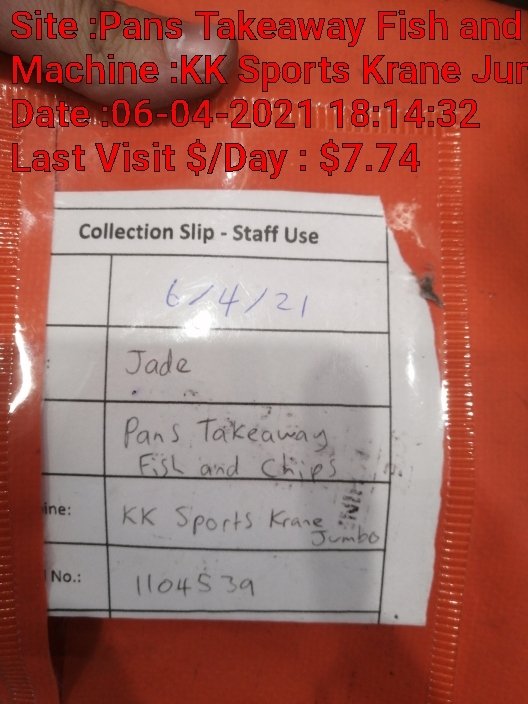 Site :Pans Takeaway Fish and
Machine :KK Sports Krane Jun
Date :06-04-2021 18:14:32
Last Visit $/Day : $7.74
Collection Slip - Staff Use
6/4/21
:
Jade
Pans Takeaway
Fish and Chips
ine:
KK Sports Krane
Jumbo
No.:
1104539